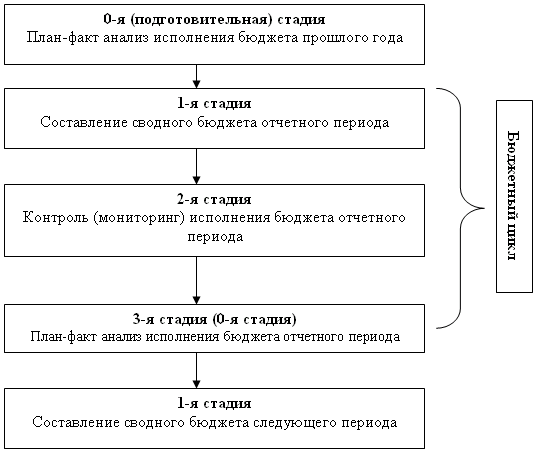 0-я (подготовительная) стадия
План-факт анализ исполнения бюджета прошлого года
1-я стадия
Составление сводного бюджета отчетного периода
2-я стадия
Контроль (мониторинг) исполнения бюджета отчетного
периода
3-я стадия (0-я стадия)
План-факт анализ исполнения бюджета отчетного периода
1-я стадия
Составление сводного бюджета следующего периода
Бюджетный цикл